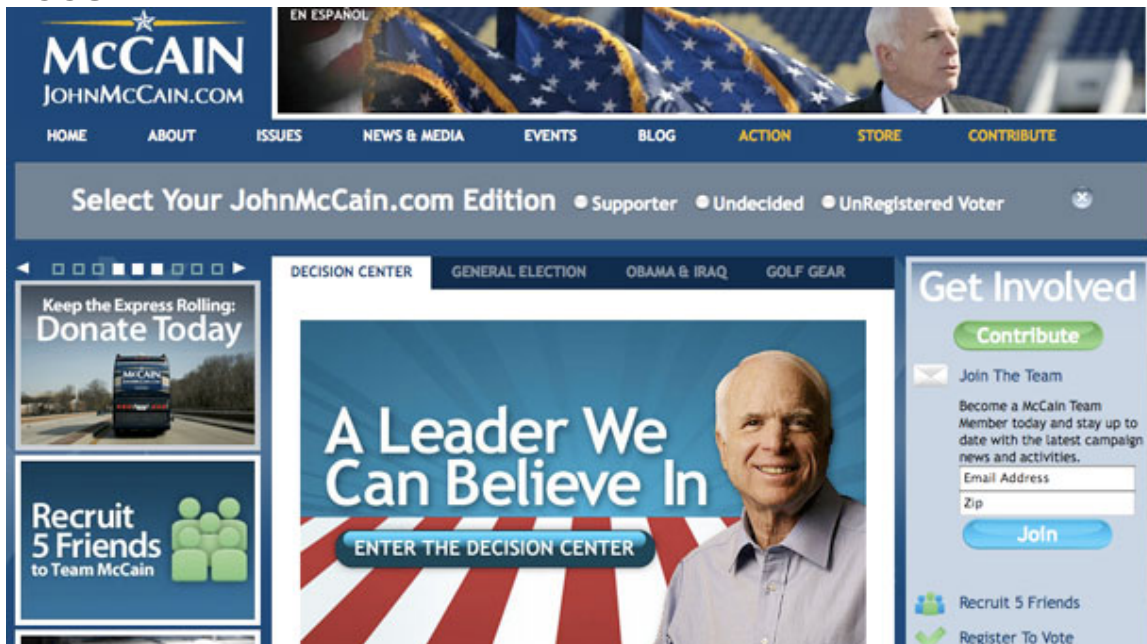 EN ESPAÑOL
McCAIN
JOHNMCCAIN.COM
HOME ABOUT ISSUES NEWS & MEDIA EVENTS BLOG ACTION STORE CONTRIBUTE
Select Your JohnMcCain.com Edition Supporter Undecided UnRegistered Voter
DECISION CENTER GENERAL ELECTION OBAMA & IRAQ GOLF GEAR
Keep the Express Rolling:
Donate Today
MCCAIN
Recruit
5 Friends
to Team McCain
A Leader We
Can Believe In
ENTER THE DECISION CENTER
Get Involved
Contribute
Join The Team
Become a McCain Team
Member today and stay up to
date with the latest campaign
news and activities.
Email Address
Zip
Join
Recruit 5 Friends
Register To Vote